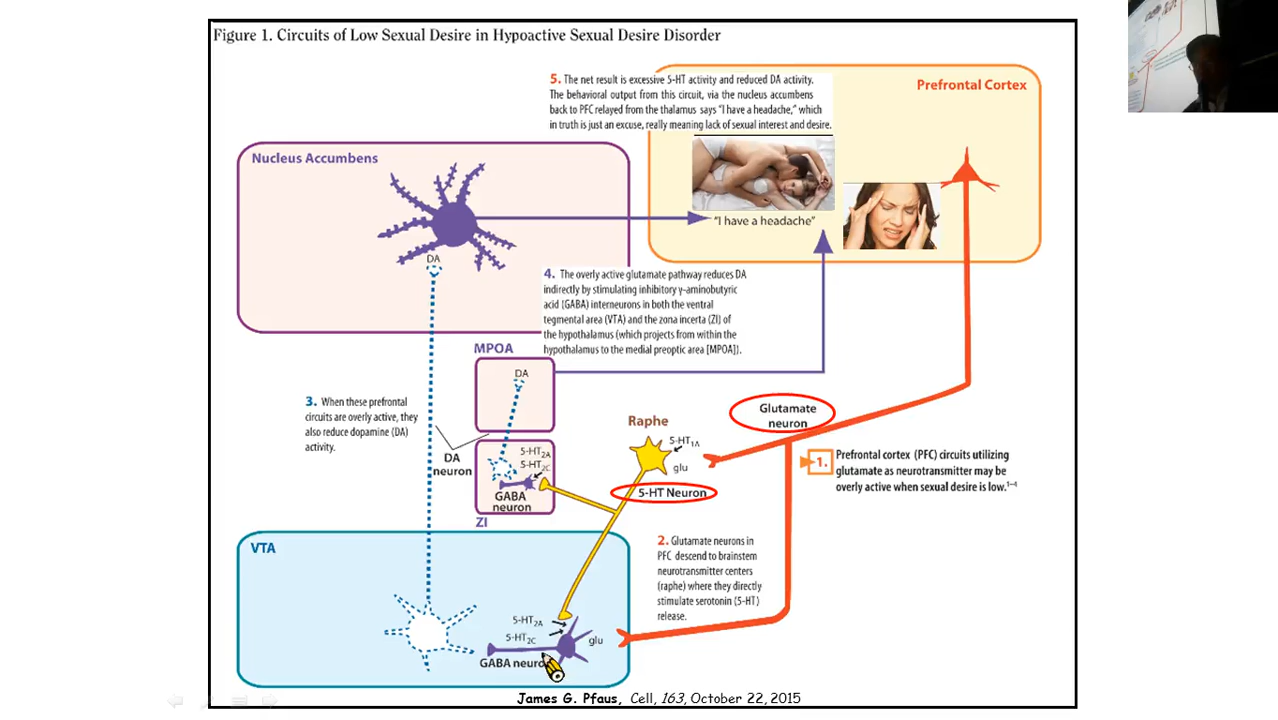 Figure 1. Circuits of Low Sexual Desire in Hypoactive Sexual Desire Disorder
5. The net result is excessive 5-HT activity and reduced DA activity.
The behavioral output from this circuit, via the nucleus accumbens
back to PFC relayed from the thalamus says “I have a headache,” which
in truth is just an excuse, really meaning lack of sexual interest and desire.
Prefrontal Cortex
“I have a headache”
Nucleus Accumbens
DA
4. The overly active glutamate pathway reduces DA
indirectly by stimulating inhibitory γ-aminobutyric
acid (GABA) interneurons in both the ventral
tegmental area (VTA) and the zona incerta (ZI) of
the hypothalamus (which projects from within the
hypothalamus to the medial preoptic area [MPOA]).
MPOA
DA
3. When these prefrontal
circuits are overly active, they
also reduce dopamine (DA)
activity.
DA
neuron
5-HT2A
5-HT2C
GABA
neuron
ZI
Raphe
5-HT1A
glu
5-HT Neuron
Glutamate
neuron
1. Prefrontal cortex (PFC) circuits utilizing
glutamate as neurotransmitter may be
overly active when sexual desire is low.1–4
2. Glutamate neurons in
PFC descend to brainstem
neurotransmitter centers
(raphe) where they directly
stimulate serotonin (5-HT)
release.
VTA
5-HT2A
5-HT2C
glu
GABA neuron
James G. Pfaus, Cell, 163, October 22, 2015